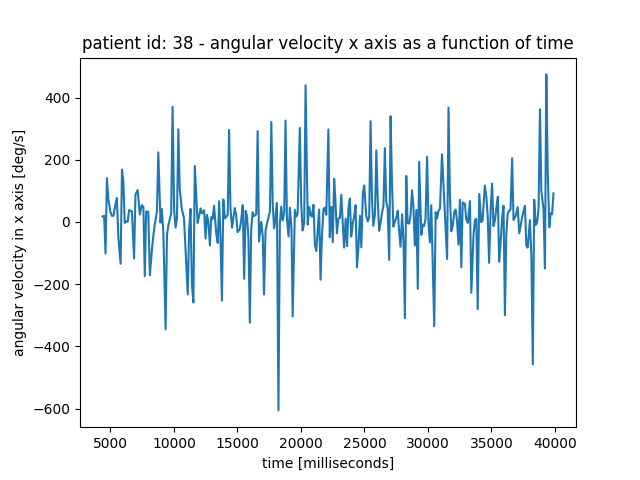 patient id: 38 - angular velocity x axis as a function of time
angular velocity in x axis [deg/s]
400
200
0
−200
−400
−600
5000 10000 15000 20000 25000 30000 35000 40000
time [milliseconds]